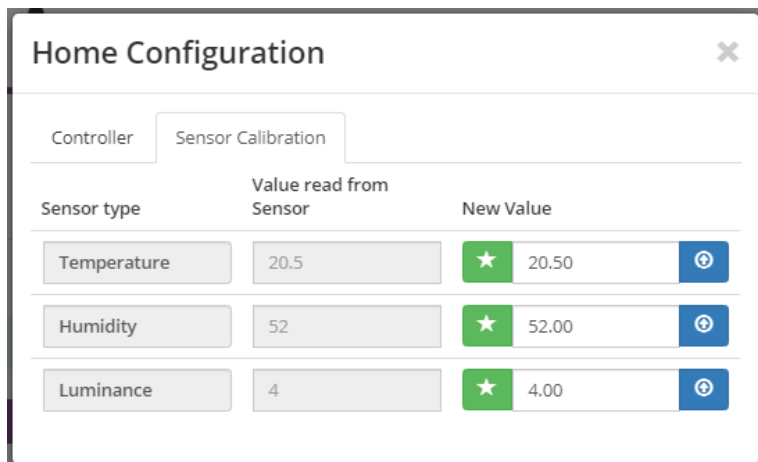 Home Configuration
Controller Sensor Calibration
Sensor type Value read from Sensor New Value
Temperature 20.5 20.50
Humidity 52 52.00
Luminance 4 4.00